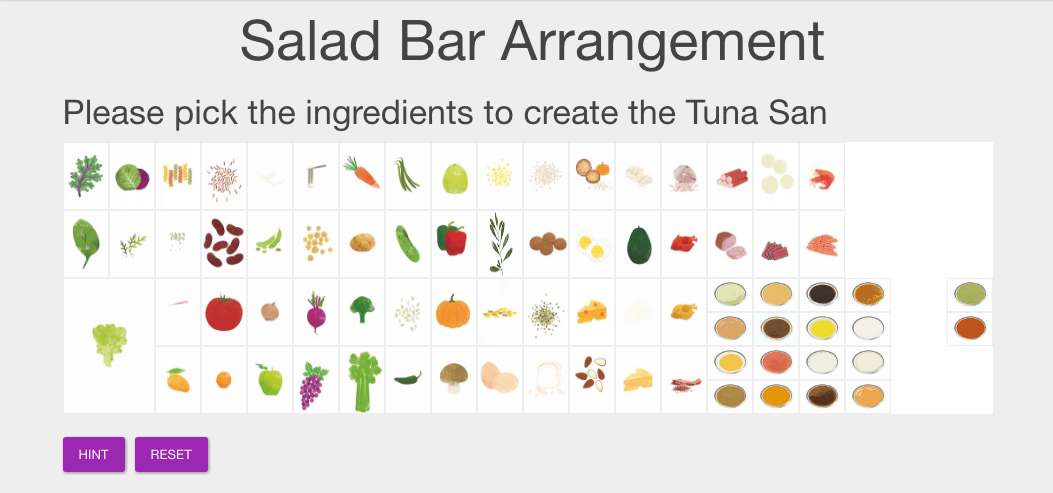 Salad Bar Arrangement
Please pick the ingredients to create the Tuna San
HINT
RESET